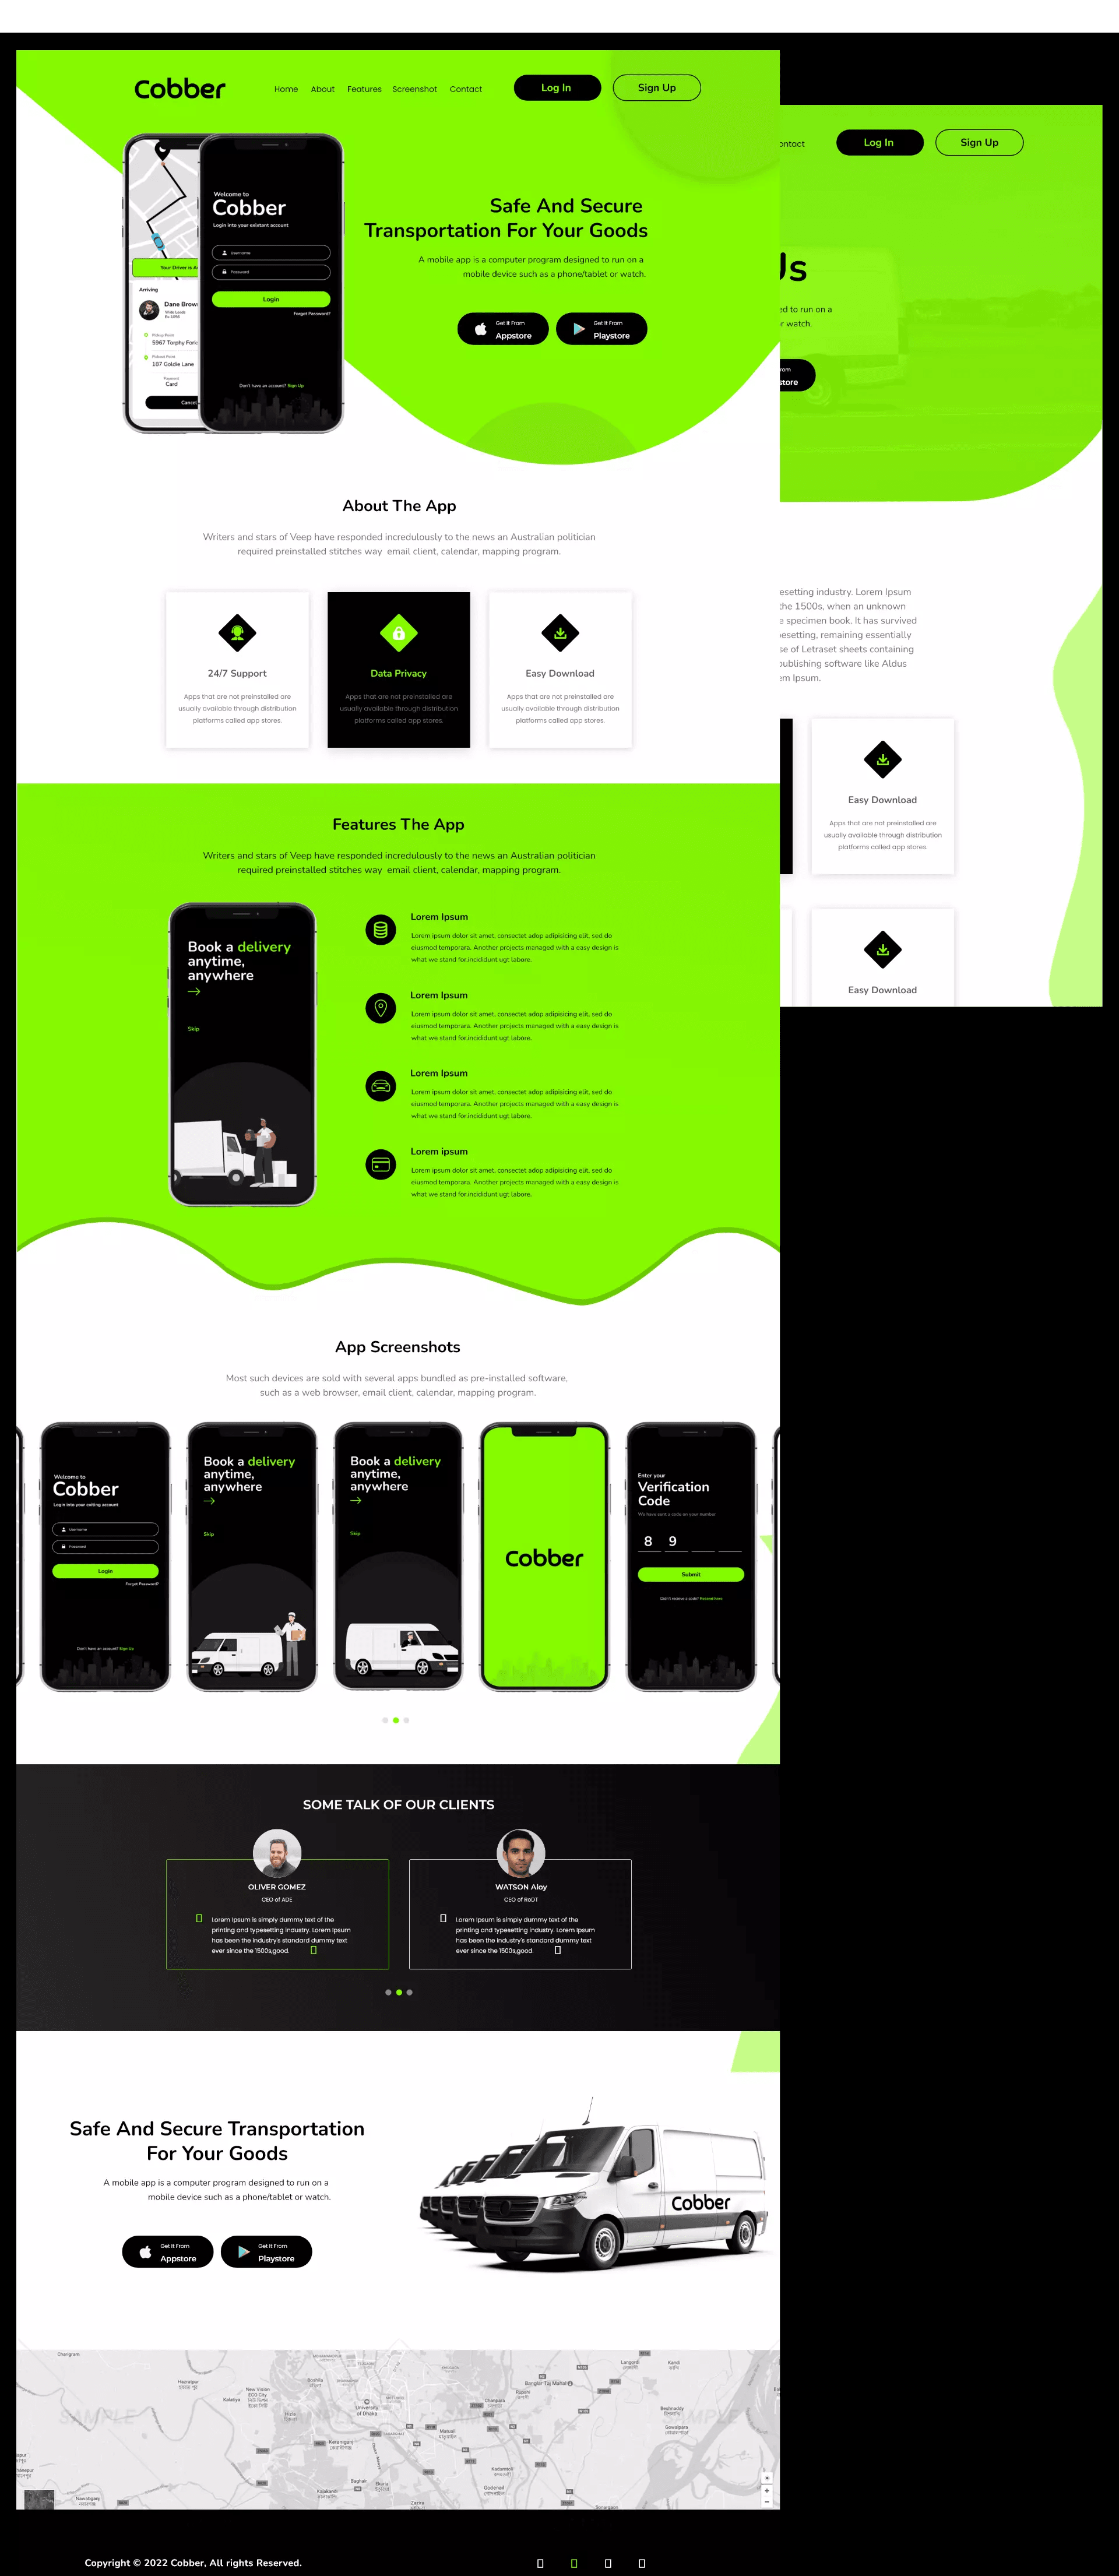 Cobber
Home About Features Screenshot Contact
Log In
Sign Up
Your Driver is A
Arriving
Dane Brow
Pickup Point
5967 Torphy Fork
187 Goldie Lane
Payment
Card
Cancel
Welcome to
Cobber
Login into your existant account
Username
Password
Login
Forgot Password?
Don't have an account? Sign Up
Safe And Secure
Transportation For Your Goods
A mobile app is a computer program designed to run on a
mobile device such as a phone/tablet or watch.
Get It From
Appstore
Get It From
Playstore
About The App
Writers and stars of Veep have responded incredulously to the news an Australian politician
required preinstalled stitches way email client, calendar, mapping program.
24/7 Support
Apps that are not preinstalled are
usually available through distribution
platforms called app stores.
Data Privacy
Apps that are not preinstalled are
usually available through distribution
platforms called app stores.
Easy Download
Apps that are not preinstalled are
usually available through distribution
platforms called app stores.
Features The App
Writers and stars of Veep have responded incredulously to the news an Australian politician
required preinstalled stitches way email client, calendar, mapping program.
Book a delivery
anytime,
anywhere
Skip
Lorem Ipsum
Lorem ipsum dolor sit amet, consectet adop adipisicing elit, sed do
eiusmod temporara. Another projects managed with a easy design is
what we stand for.incididunt ugt labore.
Lorem Ipsum
Lorem ipsum dolor sit amet, consectet adop adipisicing elit, sed do
eiusmod temporara. Another projects managed with a easy design is
what we stand for.incididunt ugt labore.
Lorem Ipsum
Lorem ipsum dolor sit amet, consectet adop adipisicing elit, sed do
eiusmod temporara. Another projects managed with a easy design is
what we stand for.incididunt ugt labore.
Lorem ipsum
Lorem ipsum dolor sit amet, consectet adop adipisicing elit, sed do
eiusmod temporara. Another projects managed with a easy design is
what we stand for.incididunt ugt labore.
App Screenshots
Most such devices are sold with several apps bundled as pre-installed software,
such as a web browser, email client, calendar, mapping program.
Welcome to
Cobber
Login into your exiting account
Username
Password
Login
Forgot Password?
Don't have an account? Sign Up
Book a delivery
anytime,
anywhere
Skip
Book a delivery
anytime,
anywhere
Skip
Cobber
Enter your
Verification
Code
We have sent a code on your number
8 9
Submit
Didn't recieve a code? Resend here
SOME TALK OF OUR CLIENTS
OLIVER GOMEZ
CEO of ADE
Lorem Ipsum is simply dummy text of the
printing and typesetting industry. Lorem Ipsum
has been the industry's standard dummy text
ever since the 1500s,good.
WATSON Aloy
CEO of RoDT
Lorem Ipsum is simply dummy text of the
printing and typesetting industry. Lorem Ipsum
has been the industry's standard dummy text
ever since the 1500s,good.
Safe And Secure Transportation
For Your Goods
A mobile app is a computer program designed to run on a
mobile device such as a phone/tablet or watch.
Get It From
Appstore
Get It From
Playstore
Cobber
Charigram
Hazratpur
Kalatiya
New Vision
ECO City
University
of Dhaka
Keraniganj
Matuail
Banglar Taj Mahal
Langordi
Kandi
Gowalpara
Kadamtoli
Godenail
Baghair
Nawabganj
Copyright © 2022 Cobber, All rights Reserved.
ontact
Log In
Sign Up
Us
ed to run on a
or watch.
rom
store
esetting industry. Lorem Ipsum
the 1500s, when an unknown
e specimen book. It has survived
pesetting, remaining essentially
se of Letraset sheets containing
publishing software like Aldus
em Ipsum.
Easy Download
Apps that are not preinstalled are
usually available through distribution
platforms called app stores.
Easy Download